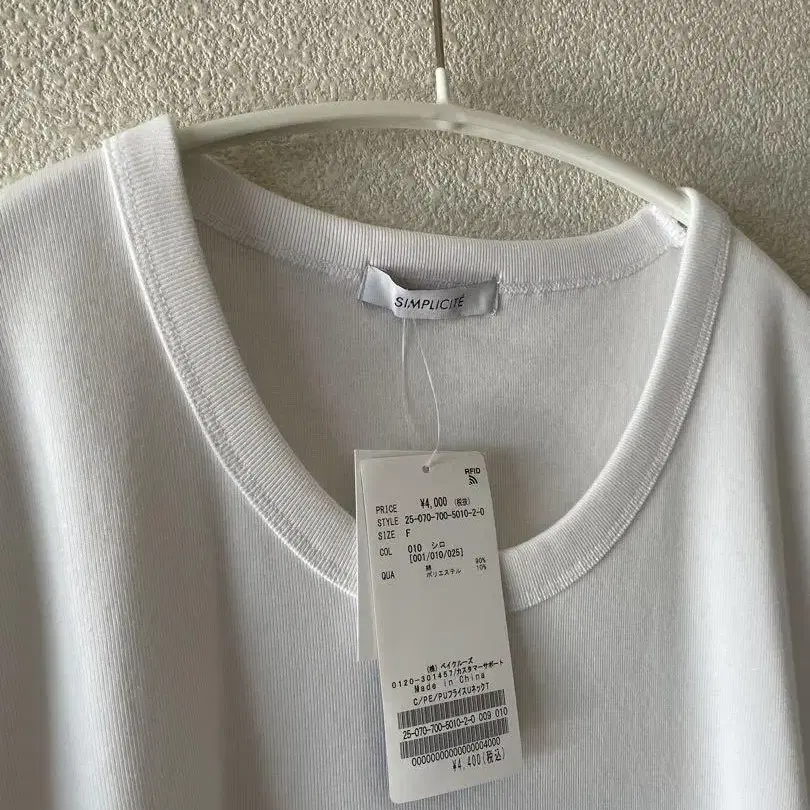 SIMPLICITÉ
RFID
PRICE ¥4,000 (税抜)
STYLE 25-070-700-5010-2-0
SIZE F
COL 010 シロ
[001/010/025]
QUA 綿 90%
ポリエステル 10%
(株) ベイクルーズ
0120-301457/カスタマーサポート
Made in China
C/PE/PUフライスUネックT
25-070-700-5010-2-0 009 010
0000000000000000004000
¥4,400(税込)